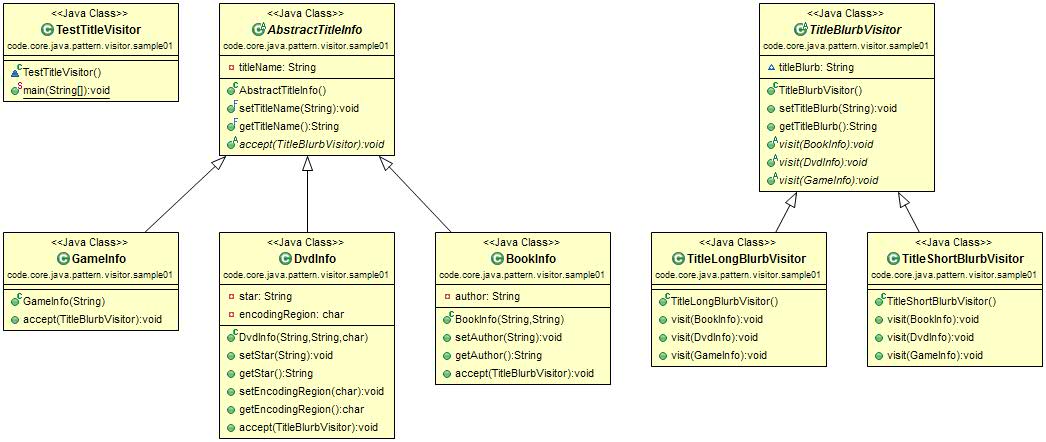 <<Java Class>>
TestTitleVisitor
code.core.java.pattern.visitor.sample01
TestTitleVisitor()
main(String[]):void
<<Java Class>>
AbstractTitleInfo
code.core.java.pattern.visitor.sample01
titleName: String
AbstractTitleInfo()
setTitleName(String):void
getTitleName():String
accept(TitleBlurbVisitor):void
<<Java Class>>
TitleBlurbVisitor
code.core.java.pattern.visitor.sample01
titleBlurb: String
TitleBlurbVisitor()
setTitleBlurb(String):void
getTitleBlurb():String
visit(BookInfo):void
visit(DvdInfo):void
visit(GameInfo):void
<<Java Class>>
GameInfo
code.core.java.pattern.visitor.sample01
GameInfo(String)
accept(TitleBlurbVisitor):void
<<Java Class>>
DvdInfo
code.core.java.pattern.visitor.sample01
star: String
encodingRegion: char
DvdInfo(String,String,char)
setStar(String):void
getStar():String
setEncodingRegion(char):void
getEncodingRegion():char
accept(TitleBlurbVisitor):void
<<Java Class>>
BookInfo
code.core.java.pattern.visitor.sample01
author: String
BookInfo(String,String)
setAuthor(String):void
getAuthor():String
accept(TitleBlurbVisitor):void
<<Java Class>>
TitleLongBlurbVisitor
code.core.java.pattern.visitor.sample01
TitleLongBlurbVisitor()
visit(BookInfo):void
visit(DvdInfo):void
visit(GameInfo):void
<<Java Class>>
TitleShortBlurbVisitor
code.core.java.pattern.visitor.sample01
TitleShortBlurbVisitor()
visit(BookInfo):void
visit(DvdInfo):void
visit(GameInfo):void